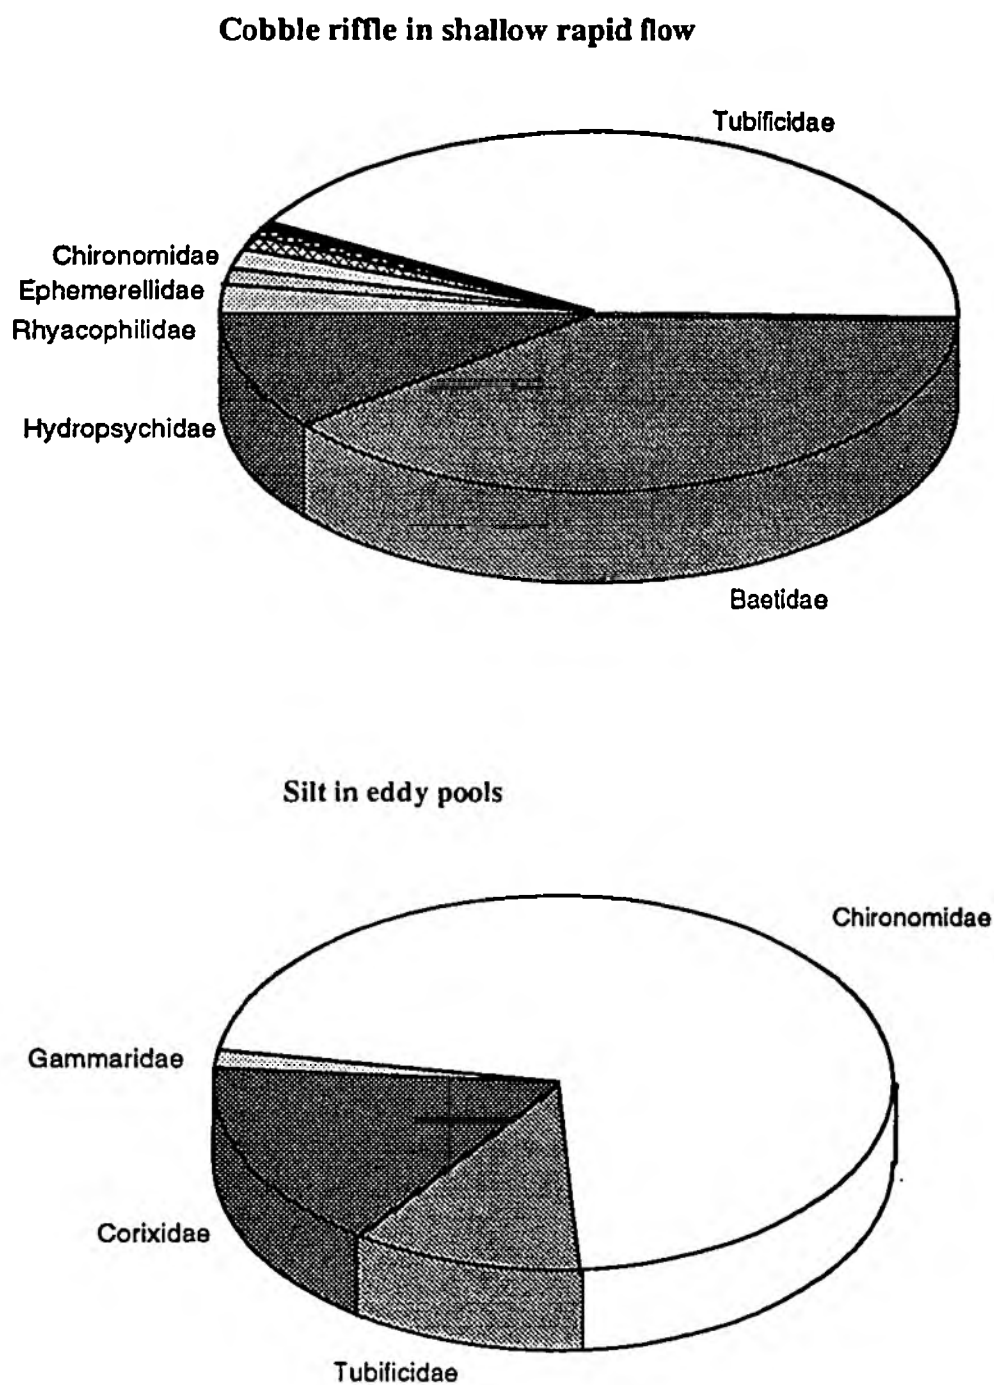 Cobble riffle in shallow rapid flow
Tubificidae
Chironomidae
Ephemerellidae
Rhyacophilidae
Hydropsychidae
Baetidae
Silt in eddy pools
Chironomidae
Gammaridae
Corixidae
Tubificidae